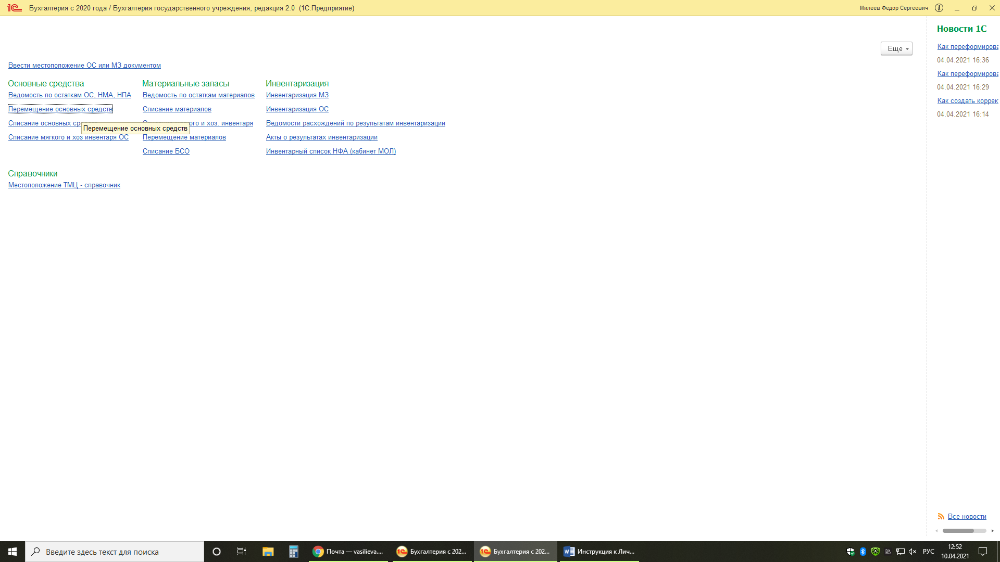 Бухгалтерия с 2020 года / Бухгалтерия государственного учреждения, редакция 2.0 (1С:Предприятие)
Милеев Федор Сергеевич
Еще
Ввести местоположение ОС или МЗ документом
Основные средства
Ведомость по остаткам ОС, НМА, НПА
Перемещение основных средств
Списание основных средств
Перемещение основных средств
Списание мягкого и хоз инвентаря ОС
Материальные запасы
Ведомость по остаткам материалов
Списание материалов
Списание мягкого и хоз. инвентаря
Перемещение материалов
Списание БСО
Инвентаризация
Инвентаризация МЗ
Инвентаризация ОС
Ведомости расхождений по результатам инвентаризации
Акты о результатах инвентаризации
Инвентарный список НФА (кабинет МОЛ)
Справочники
Местоположение ТМЦ - справочник
Новости 1С
Как переформирова
04.04.2021 16:36
Как переформирова
04.04.2021 16:29
Как создать коррек
04.04.2021 16:14
Все новости
Введите здесь текст для поиска
Почта — vasilieva....
Бухгалтерия с 202...
Бухгалтерия с 202...
Инструкция к Лич...
РУС
12:52
10.04.2021